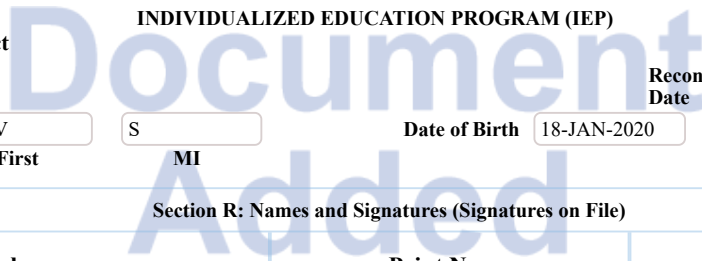 INDIVIDUALIZED EDUCATION PROGRAM (IEP)
Document
Date
S
Date of Birth 18-JAN-2020
First MI
Added
Section R: Names and Signatures (Signatures on File)